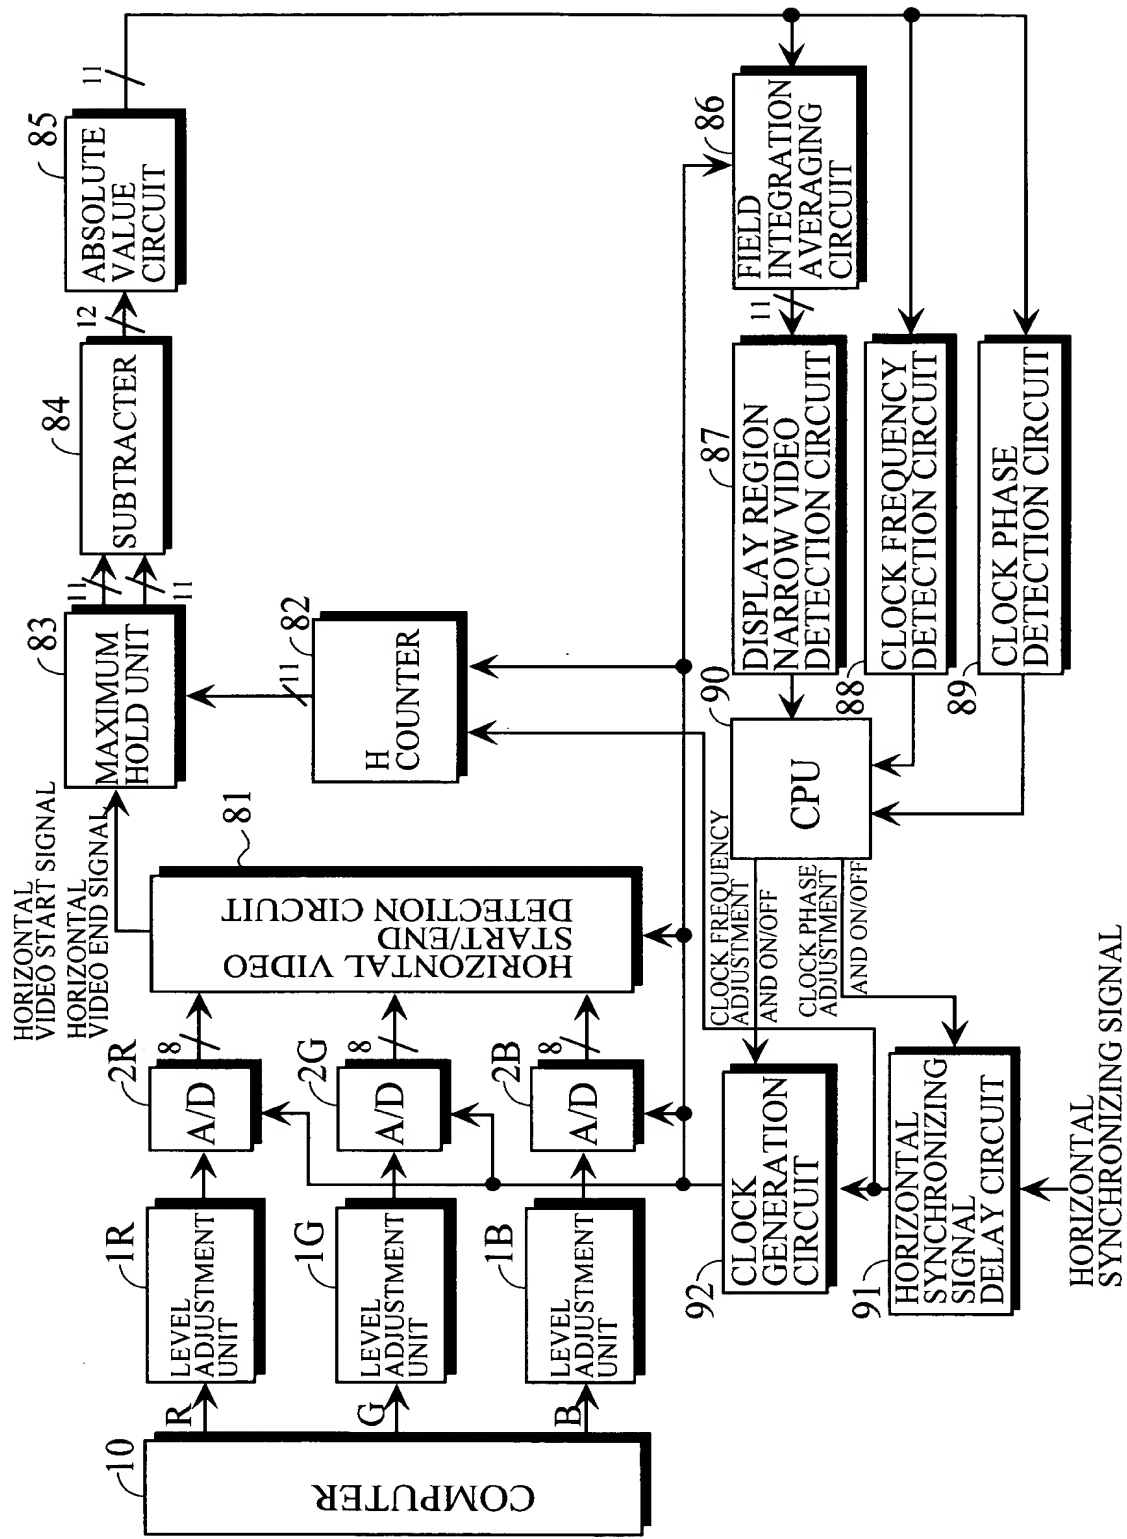 10
COMPUTER
R
G
B
1R
LEVEL
ADJUSTMENT
UNIT
1G
LEVEL
ADJUSTMENT
UNIT
1B
LEVEL
ADJUSTMENT
UNIT
2R
A/D
8
2G
A/D
8
2B
A/D
8
81
HORIZONTAL VIDEO
START/END
DETECTION CIRCUIT
HORIZONTAL
VIDEO START SIGNAL
HORIZONTAL
VIDEO END SIGNAL
83
MAXIMUM
HOLD UNIT
11
11
82
H
COUNTER
11
84
SUBTRACTER
12
85
ABSOLUTE
VALUE
CIRCUIT
11
86
FIELD
INTEGRATION
AVERAGING
CIRCUIT
11
87
DISPLAY REGION
NARROW VIDEO
DETECTION CIRCUIT
88
CLOCK FREQUENCY
DETECTION CIRCUIT
89
CLOCK PHASE
DETECTION CIRCUIT
90
CPU
CLOCK FREQUENCY
ADJUSTMENT
AND ON/OFF
CLOCK PHASE
ADJUSTMENT
AND ON/OFF
92
CLOCK
GENERATION
CIRCUIT
91
HORIZONTAL
SYNCHRONIZING
SIGNAL
DELAY CIRCUIT
HORIZONTAL
SYNCHRONIZING SIGNAL